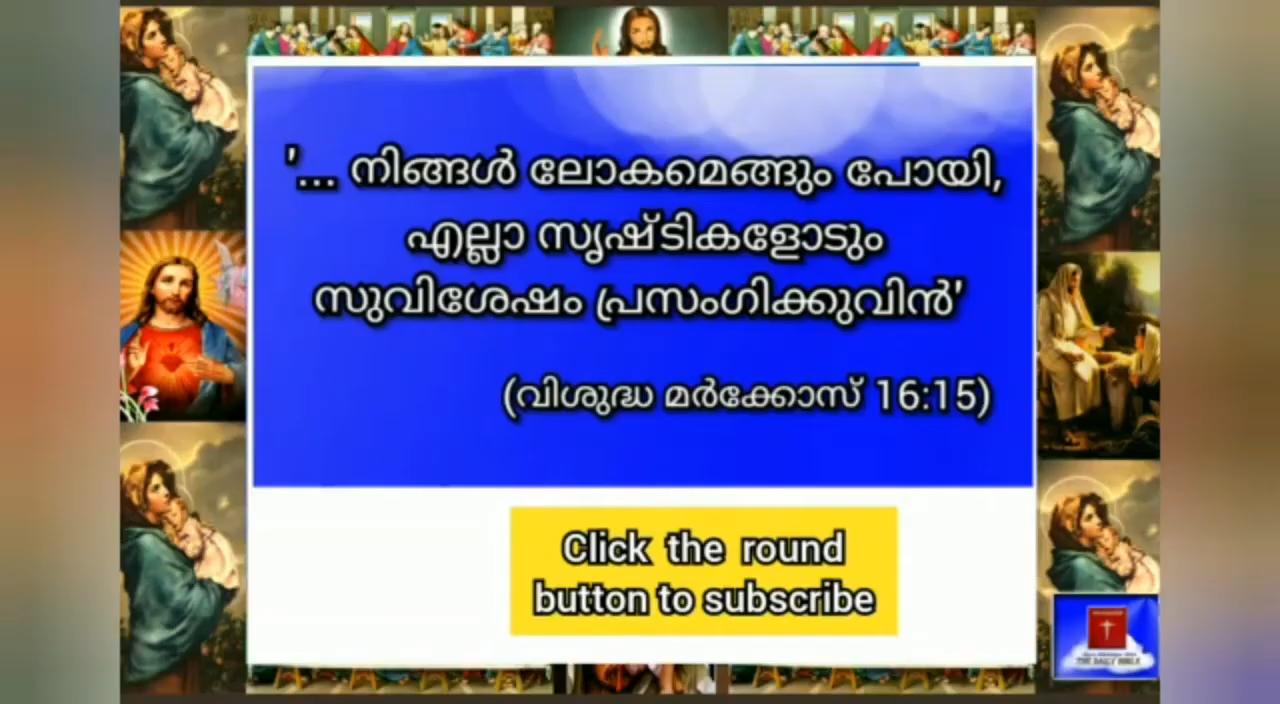 '... നിങ്ങൾ ലോകമെങ്ങും പോയി,
എല്ലാ സൃഷ്ടികളോടും
സുവിശേഷം പ്രസംഗിക്കുവിൻ'
(വിശുദ്ധ മർക്കോസ് 16:15)
Click the round
button to subscribe
THE DAILY BIBLE